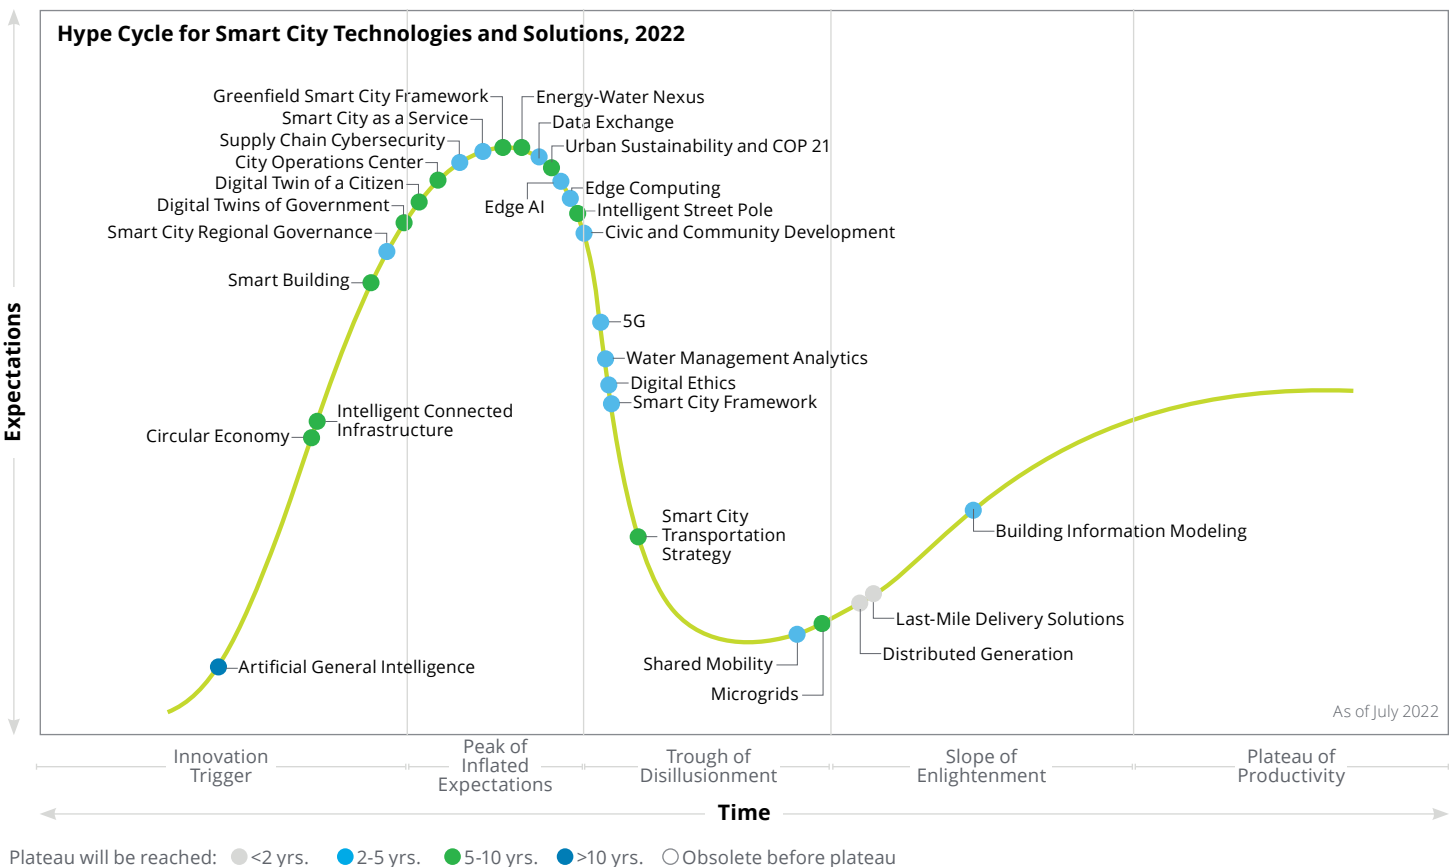 Hype Cycle for Smart City Technologies and Solutions, 2022
Expectations
Greenfield Smart City Framework
Smart City as a Service
Supply Chain Cybersecurity
City Operations Center
Digital Twin of a Citizen
Digital Twins of Government
Smart City Regional Governance
Smart Building
Intelligent Connected
Infrastructure
Circular Economy
Artificial General Intelligence
Energy-Water Nexus
Data Exchange
Urban Sustainability and COP 21
Edge AI
Edge Computing
Intelligent Street Pole
Civic and Community Development
5G
Water Management Analytics
Digital Ethics
Smart City Framework
Smart City
Transportation
Strategy
Shared Mobility
Microgrids
Building Information Modeling
Last-Mile Delivery Solutions
Distributed Generation
As of July 2022
Innovation
Trigger
Peak of
Inflated
Expectations
Trough of
Disillusionment
Slope of
Enlightenment
Plateau of
Productivity
Time
Plateau will be reached: <2 yrs. 2-5 yrs. 5-10 yrs. >10 yrs. Obsolete before plateau